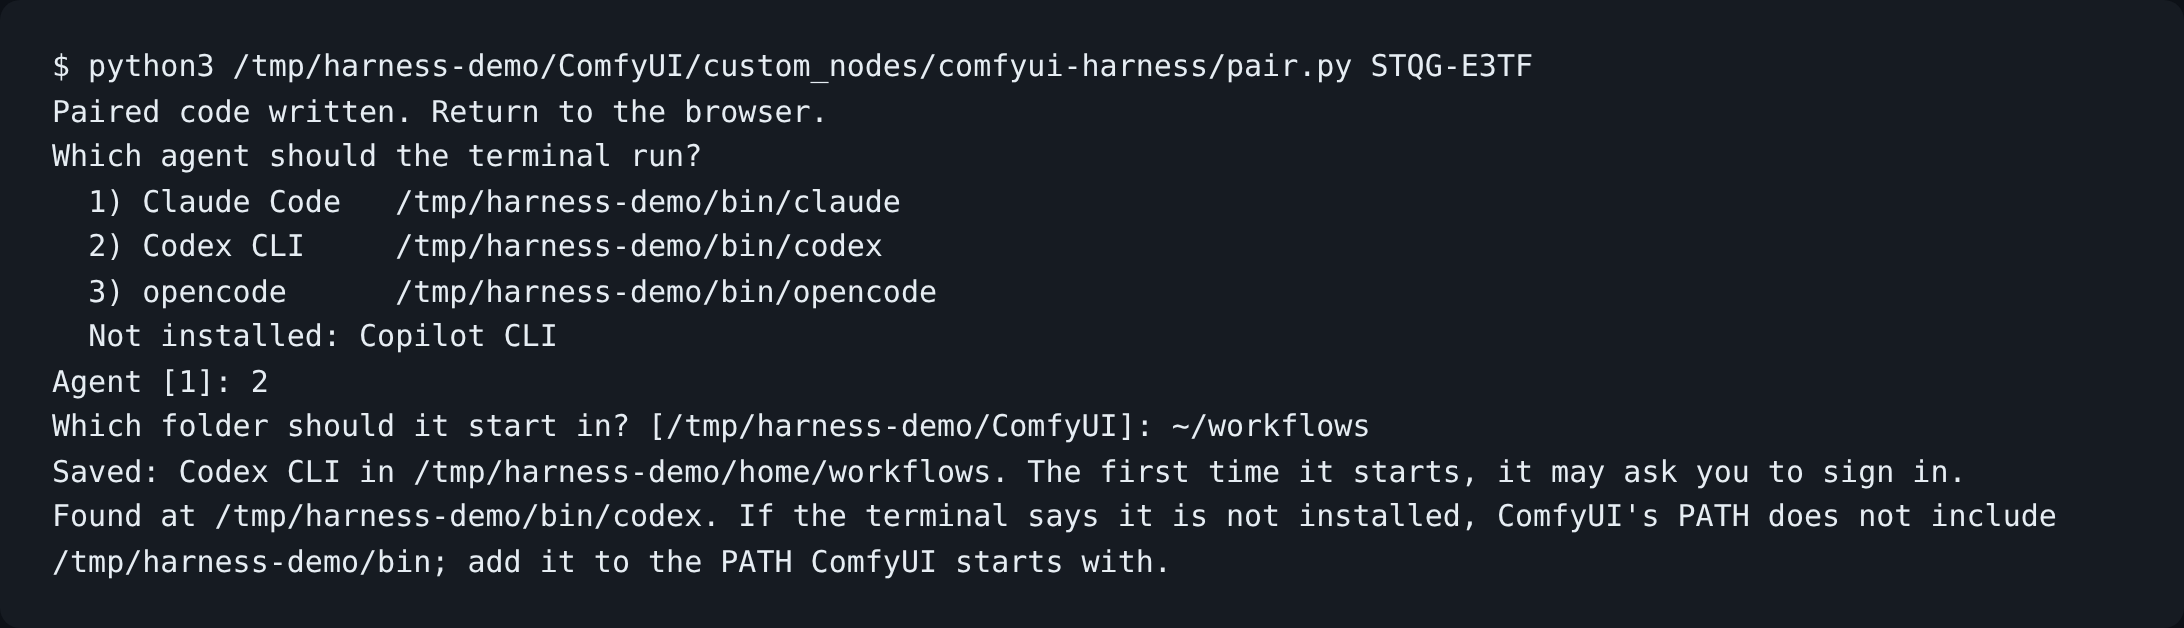 $ python3 /tmp/harness-demo/ComfyUI/custom_nodes/comfyui-harness/pair.py STQG-E3TF
Paired code written. Return to the browser.
Which agent should the terminal run?
  1) Claude Code   /tmp/harness-demo/bin/claude
  2) Codex CLI     /tmp/harness-demo/bin/codex
  3) opencode      /tmp/harness-demo/bin/opencode
  Not installed: Copilot CLI
Agent [1]: 2
Which folder should it start in? [/tmp/harness-demo/ComfyUI]: ~/workflows
Saved: Codex CLI in /tmp/harness-demo/home/workflows. The first time it starts, it may ask you to sign in.
Found at /tmp/harness-demo/bin/codex. If the terminal says it is not installed, ComfyUI's PATH does not include
/tmp/harness-demo/bin; add it to the PATH ComfyUI starts with.